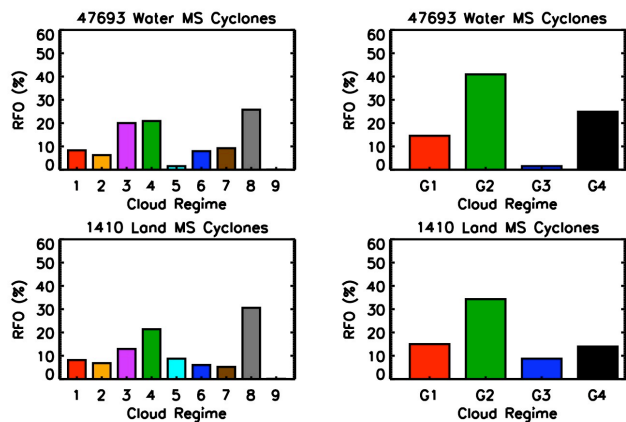 47693 Water MS Cyclones
60
50
40
30
20
10
0
RFO (%)
1 2 3 4 5 6 7 8 9
Cloud Regime
47693 Water MS Cyclones
60
50
40
30
20
10
0
RFO (%)
G1 G2 G3 G4
Cloud Regime
1410 Land MS Cyclones
60
50
40
30
20
10
0
RFO (%)
1 2 3 4 5 6 7 8 9
Cloud Regime
1410 Land MS Cyclones
60
50
40
30
20
10
0
RFO (%)
G1 G2 G3 G4
Cloud Regime